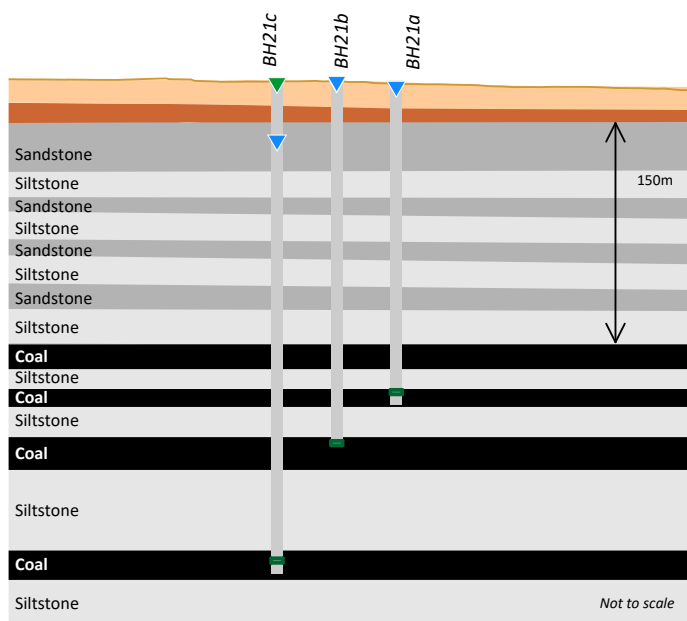 BH21c
BH21b
BH21a
Sandstone
150m
Siltstone
Sandstone
Siltstone
Sandstone
Siltstone
Sandstone
Siltstone
Coal
Siltstone
Coal
Siltstone
Coal
Siltstone
Coal
Siltstone
Not to scale